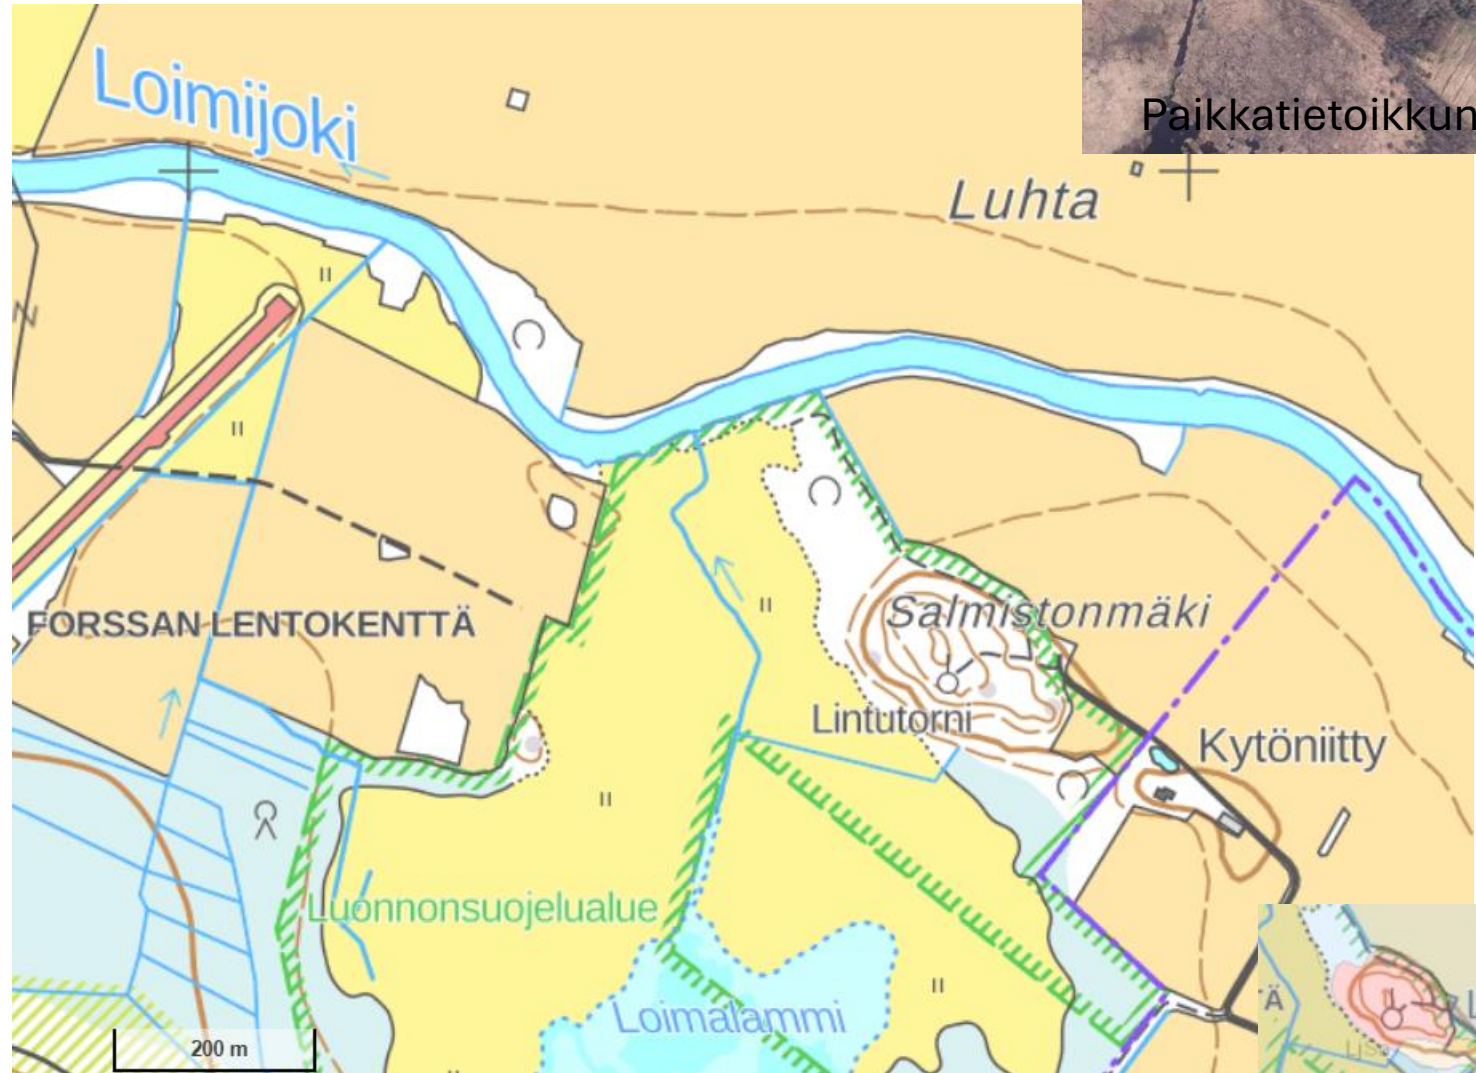 Paikkatietoikkun
Loimijoki
Luhta
FORSSAN LENTOKENTTÄ
Salmistonmäki
Lintutorni
Kytöniitty
Luonnonsuojelualue
Loimalammi
200 m
Ä